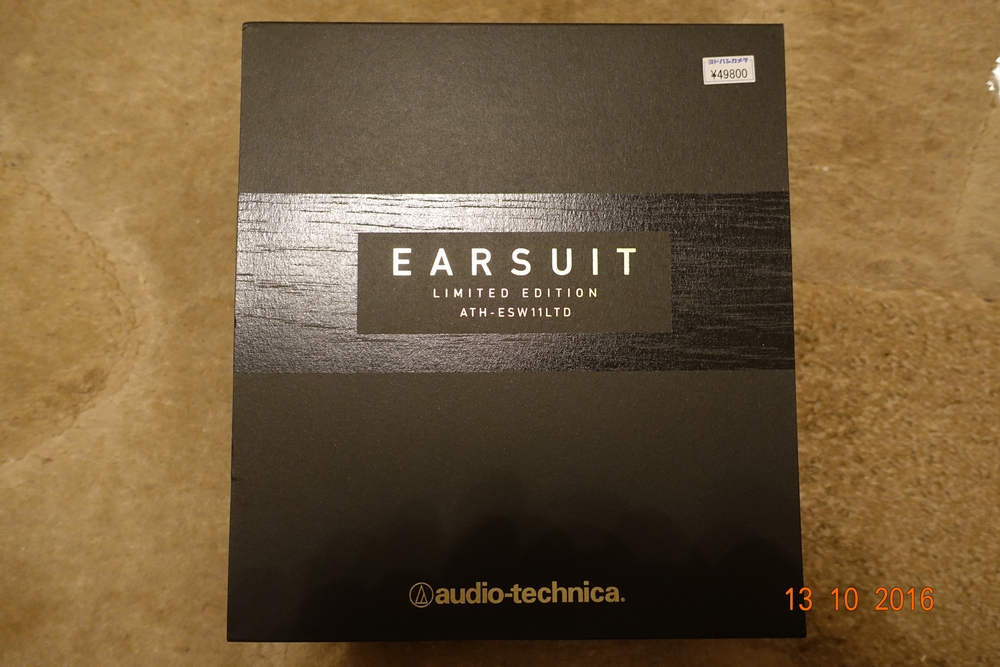 ヨドバシカメラ
¥49800
EARSUIT
LIMITED EDITION
ATH-ESW11LTD
audio-technica.
13 10 2016